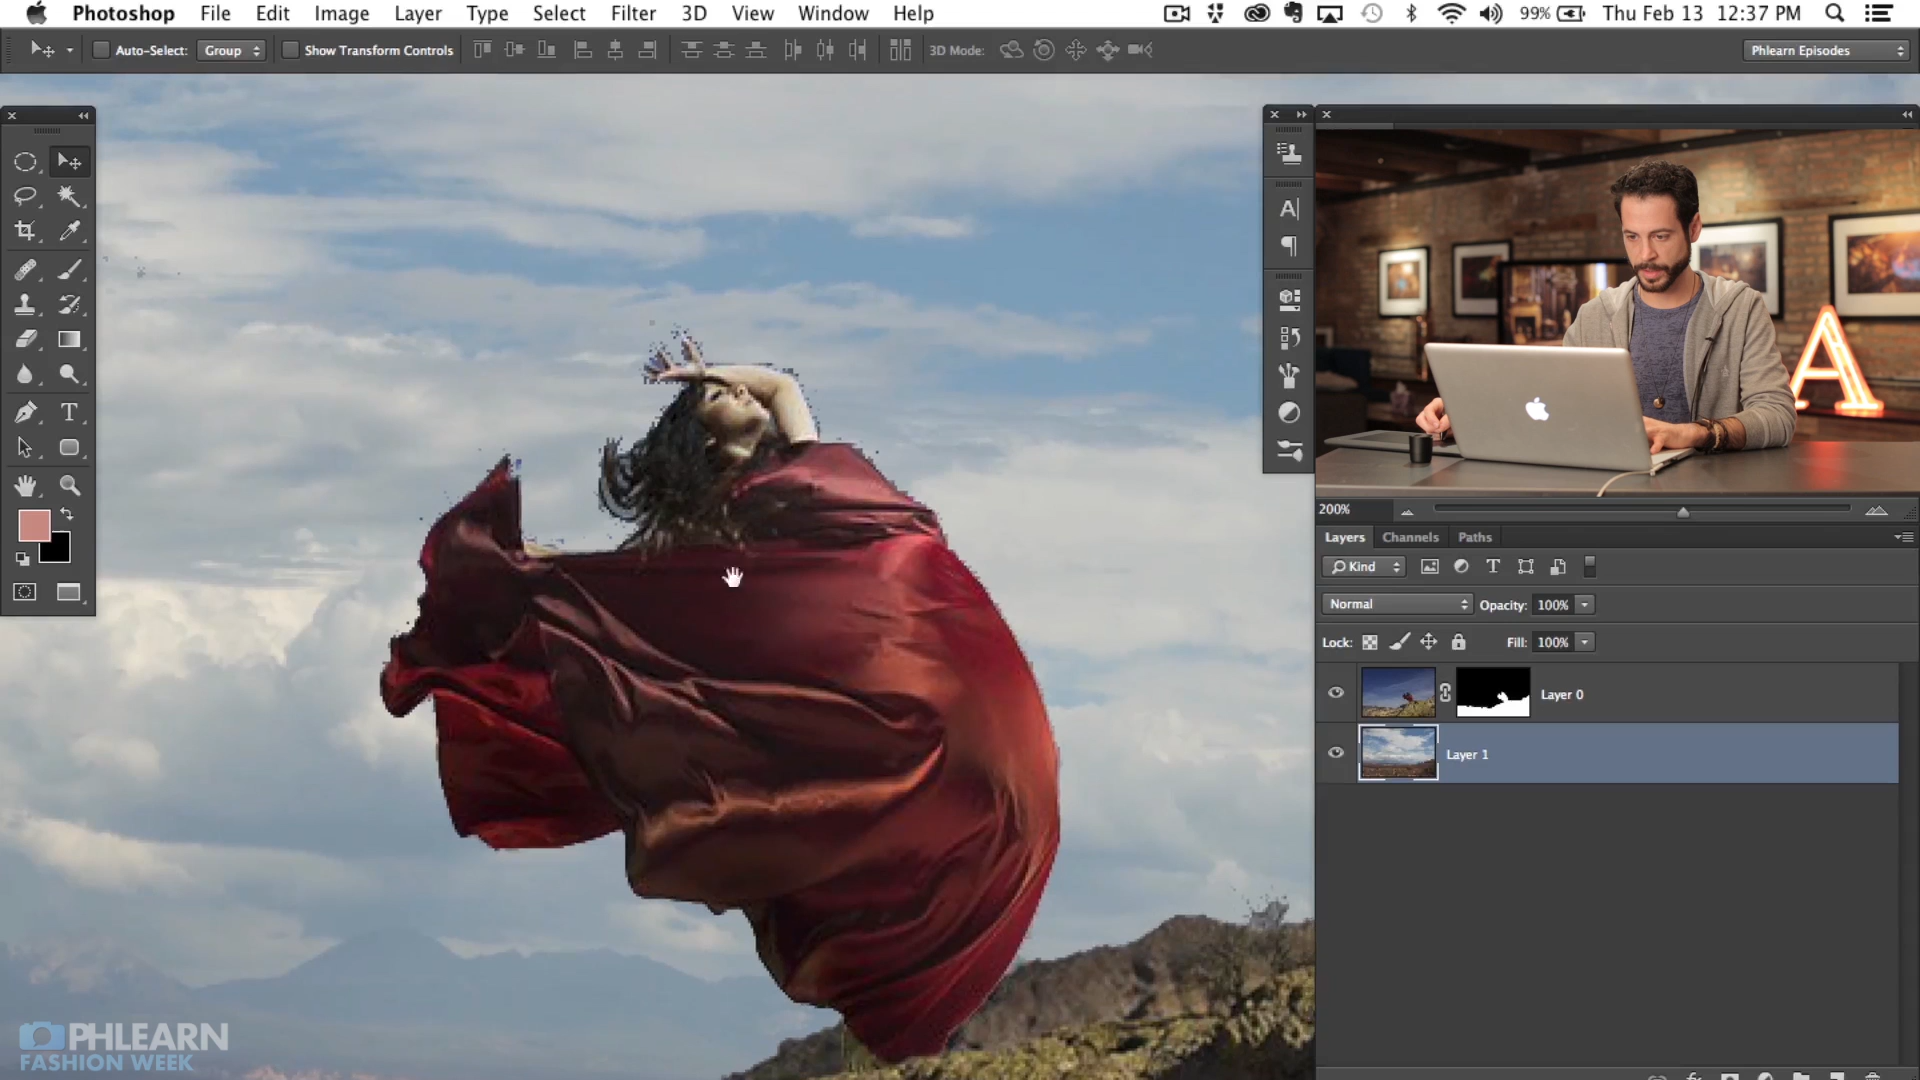 Photoshop File Edit Image Layer Type Select Filter 3D View Window Help 99% Thu Feb 13 12:37 PM
Auto-Select: Group Show Transform Controls 3D Mode: Phlearn Episodes
A
T
200%
Layers Channels Paths
Kind T
Normal Opacity: 100%
Lock: Fill: 100%
Layer 0
Layer 1
PHLEARN
FASHION WEEK